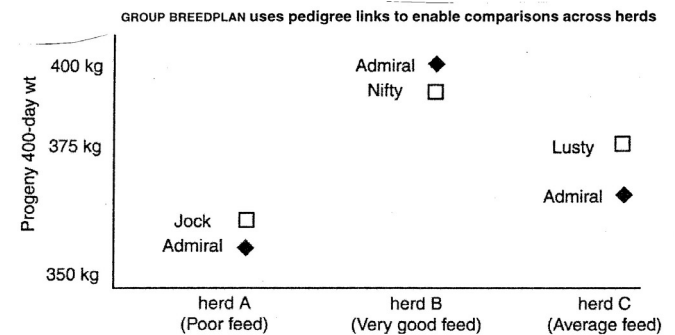 GROUP BREEDPLAN uses pedigree links to enable comparisons across herds
Progeny 400-day wt
400 kg
375 kg
350 kg
Admiral
Nifty
Lusty
Admiral
Jock
Admiral
herd A
(Poor feed)
herd B
(Very good feed)
herd C
(Average feed)